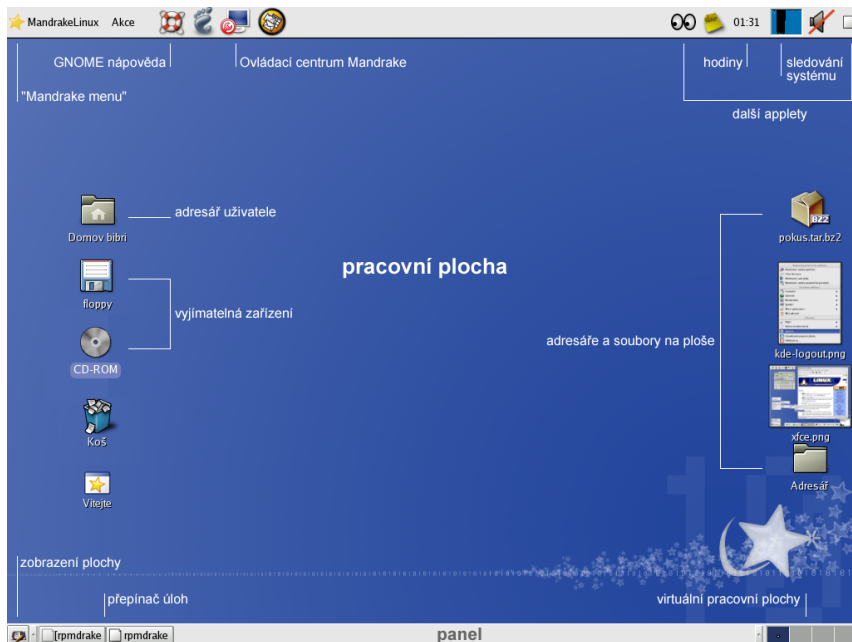 MandrakeLinux Akce 01:31
GNOME nápověda
Ovládací centrum Mandrake
hodiny
sledování
systému
"Mandrake menu"
další applety
adresář uživatele
Domov bibri
BZ2
pokus.tar.bz2
pracovní plocha
floppy
vyjímatelná zařízení
adresáře a soubory na ploše
kde-logout.png
CD-ROM
LINUX
Koš
xfce.png
Vítejte
Adresář
zobrazení plochy
přepínač úloh
virtuální pracovní plochy
[rpmdrake rpmdrake
panel